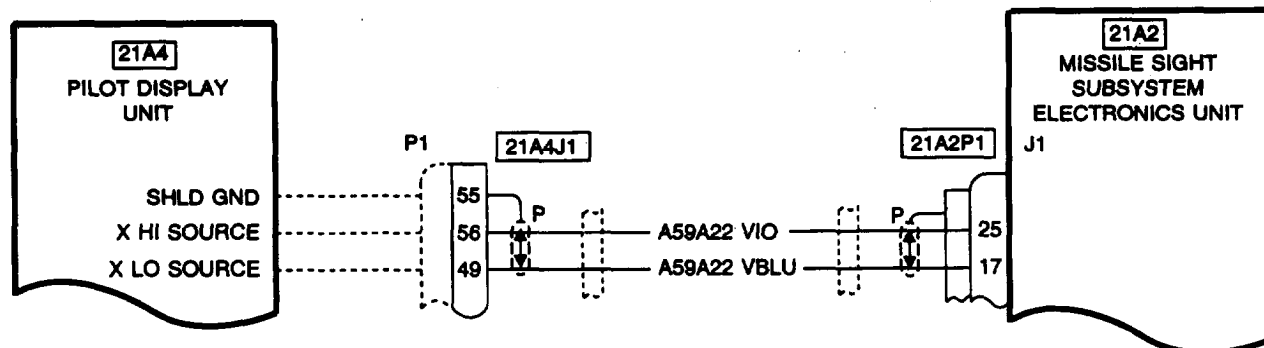 21A4
PILOT DISPLAY
UNIT
21A2
MISSILE SIGHT
SUBSYSTEM
ELECTRONICS UNIT
P1
21A4J1
21A2P1
J1
SHLD GND
55
P
P
X HI SOURCE
56
A59A22 VIO
25
X LO SOURCE
49
A59A22 VBLU
17